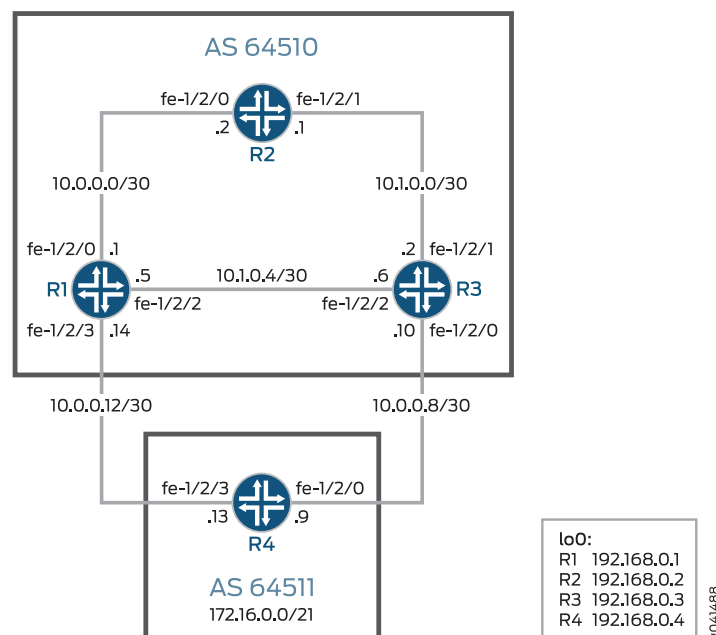 AS 64510
fe-1/2/0 fe-1/2/1
.2 .1
R2
10.0.0.0/30 10.1.0.0/30
fe-1/2/0 .1 .2 fe-1/2/1
.5 10.1.0.4/30 .6
R1 R3
fe-1/2/2 fe-1/2/2
fe-1/2/3 .14 .10 fe-1/2/0
10.0.0.12/30 10.0.0.8/30
fe-1/2/3 fe-1/2/0
.13 .9
R4
AS 64511
172.16.0.0/21
lo0:
R1 192.168.0.1
R2 192.168.0.2
R3 192.168.0.3
R4 192.168.0.4